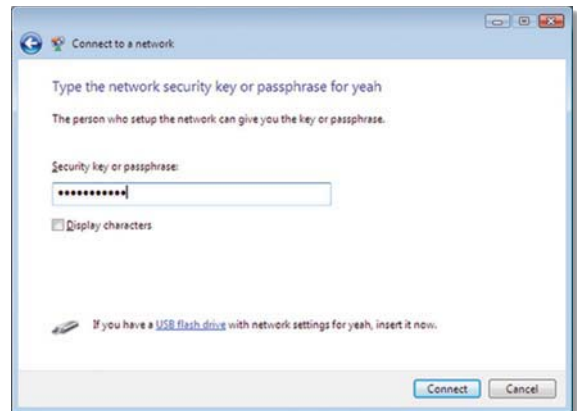 Connect to a network
Type the network security key or passphrase for yeah
The person who setup the network can give you the key or passphrase.
Security key or passphrase:
•••••••••••
Display characters
If you have a USB flash drive with network settings for yeah, insert it now.
Connect Cancel